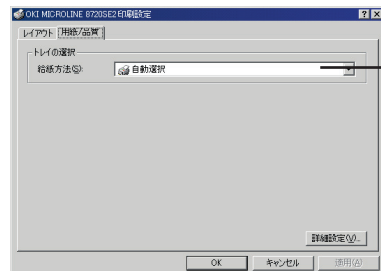 OKI MICROLINE 8720SE2 印刷設定
レイアウト 用紙/品質
トレイの選択
給紙方法(S): 自動選択
詳細設定(V)...
OK キャンセル 適用(A)